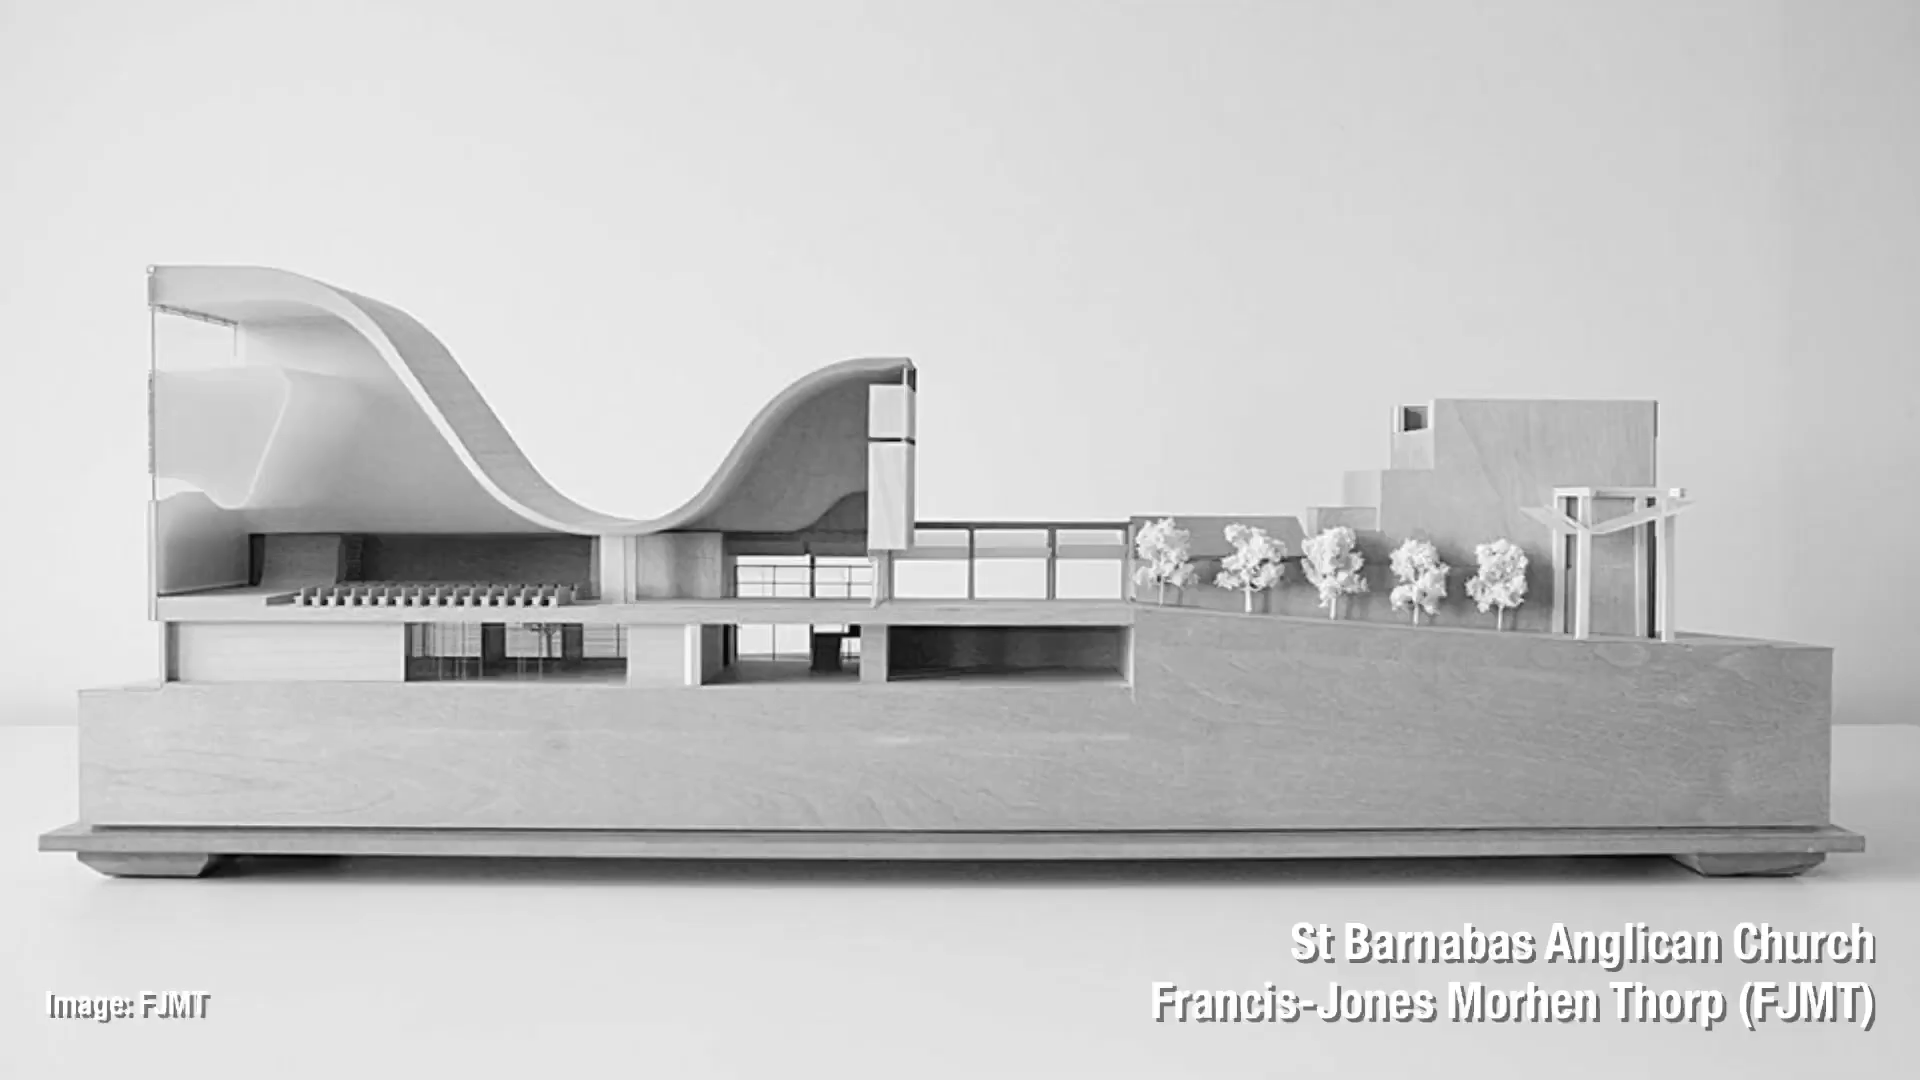 St Barnabas Anglican Church
Francis-Jones Morhen Thorp (FJMT)
Image: FJMT